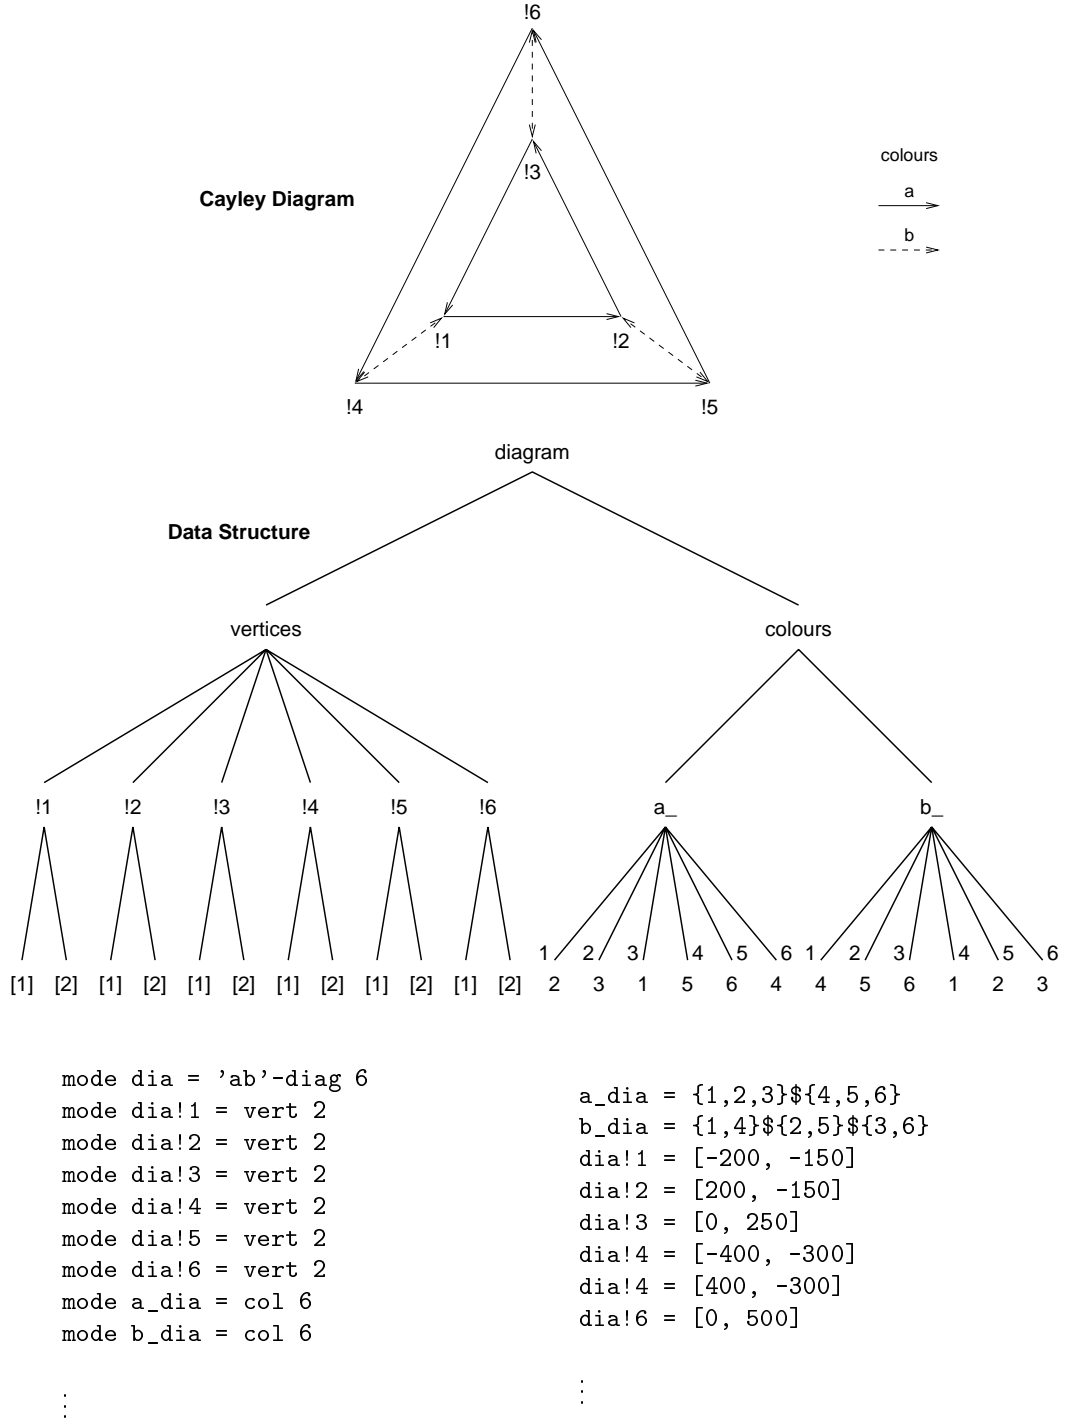 !6
colours
!3
a
Cayley Diagram
b
!1 !2
!4 !5
diagram
Data Structure
vertices colours
!1 !2 !3 !4 !5 !6 a_ b_
1 2 3 4 5 6 1 2 3 4 5 6
[1] [2] [1] [2] [1] [2] [1] [2] [1] [2] [1] [2] 2 3 1 5 6 4 4 5 6 1 2 3
mode dia = 'ab'-diag 6
mode dia!1 = vert 2
mode dia!2 = vert 2
mode dia!3 = vert 2
mode dia!4 = vert 2
mode dia!5 = vert 2
mode dia!6 = vert 2
mode a_dia = col 6
mode b_dia = col 6
a_dia = {1,2,3}${4,5,6}
b_dia = {1,4}${2,5}${3,6}
dia!1 = [-200, -150]
dia!2 = [200, -150]
dia!3 = [0, 250]
dia!4 = [-400, -300]
dia!4 = [400, -300]
dia!6 = [0, 500]